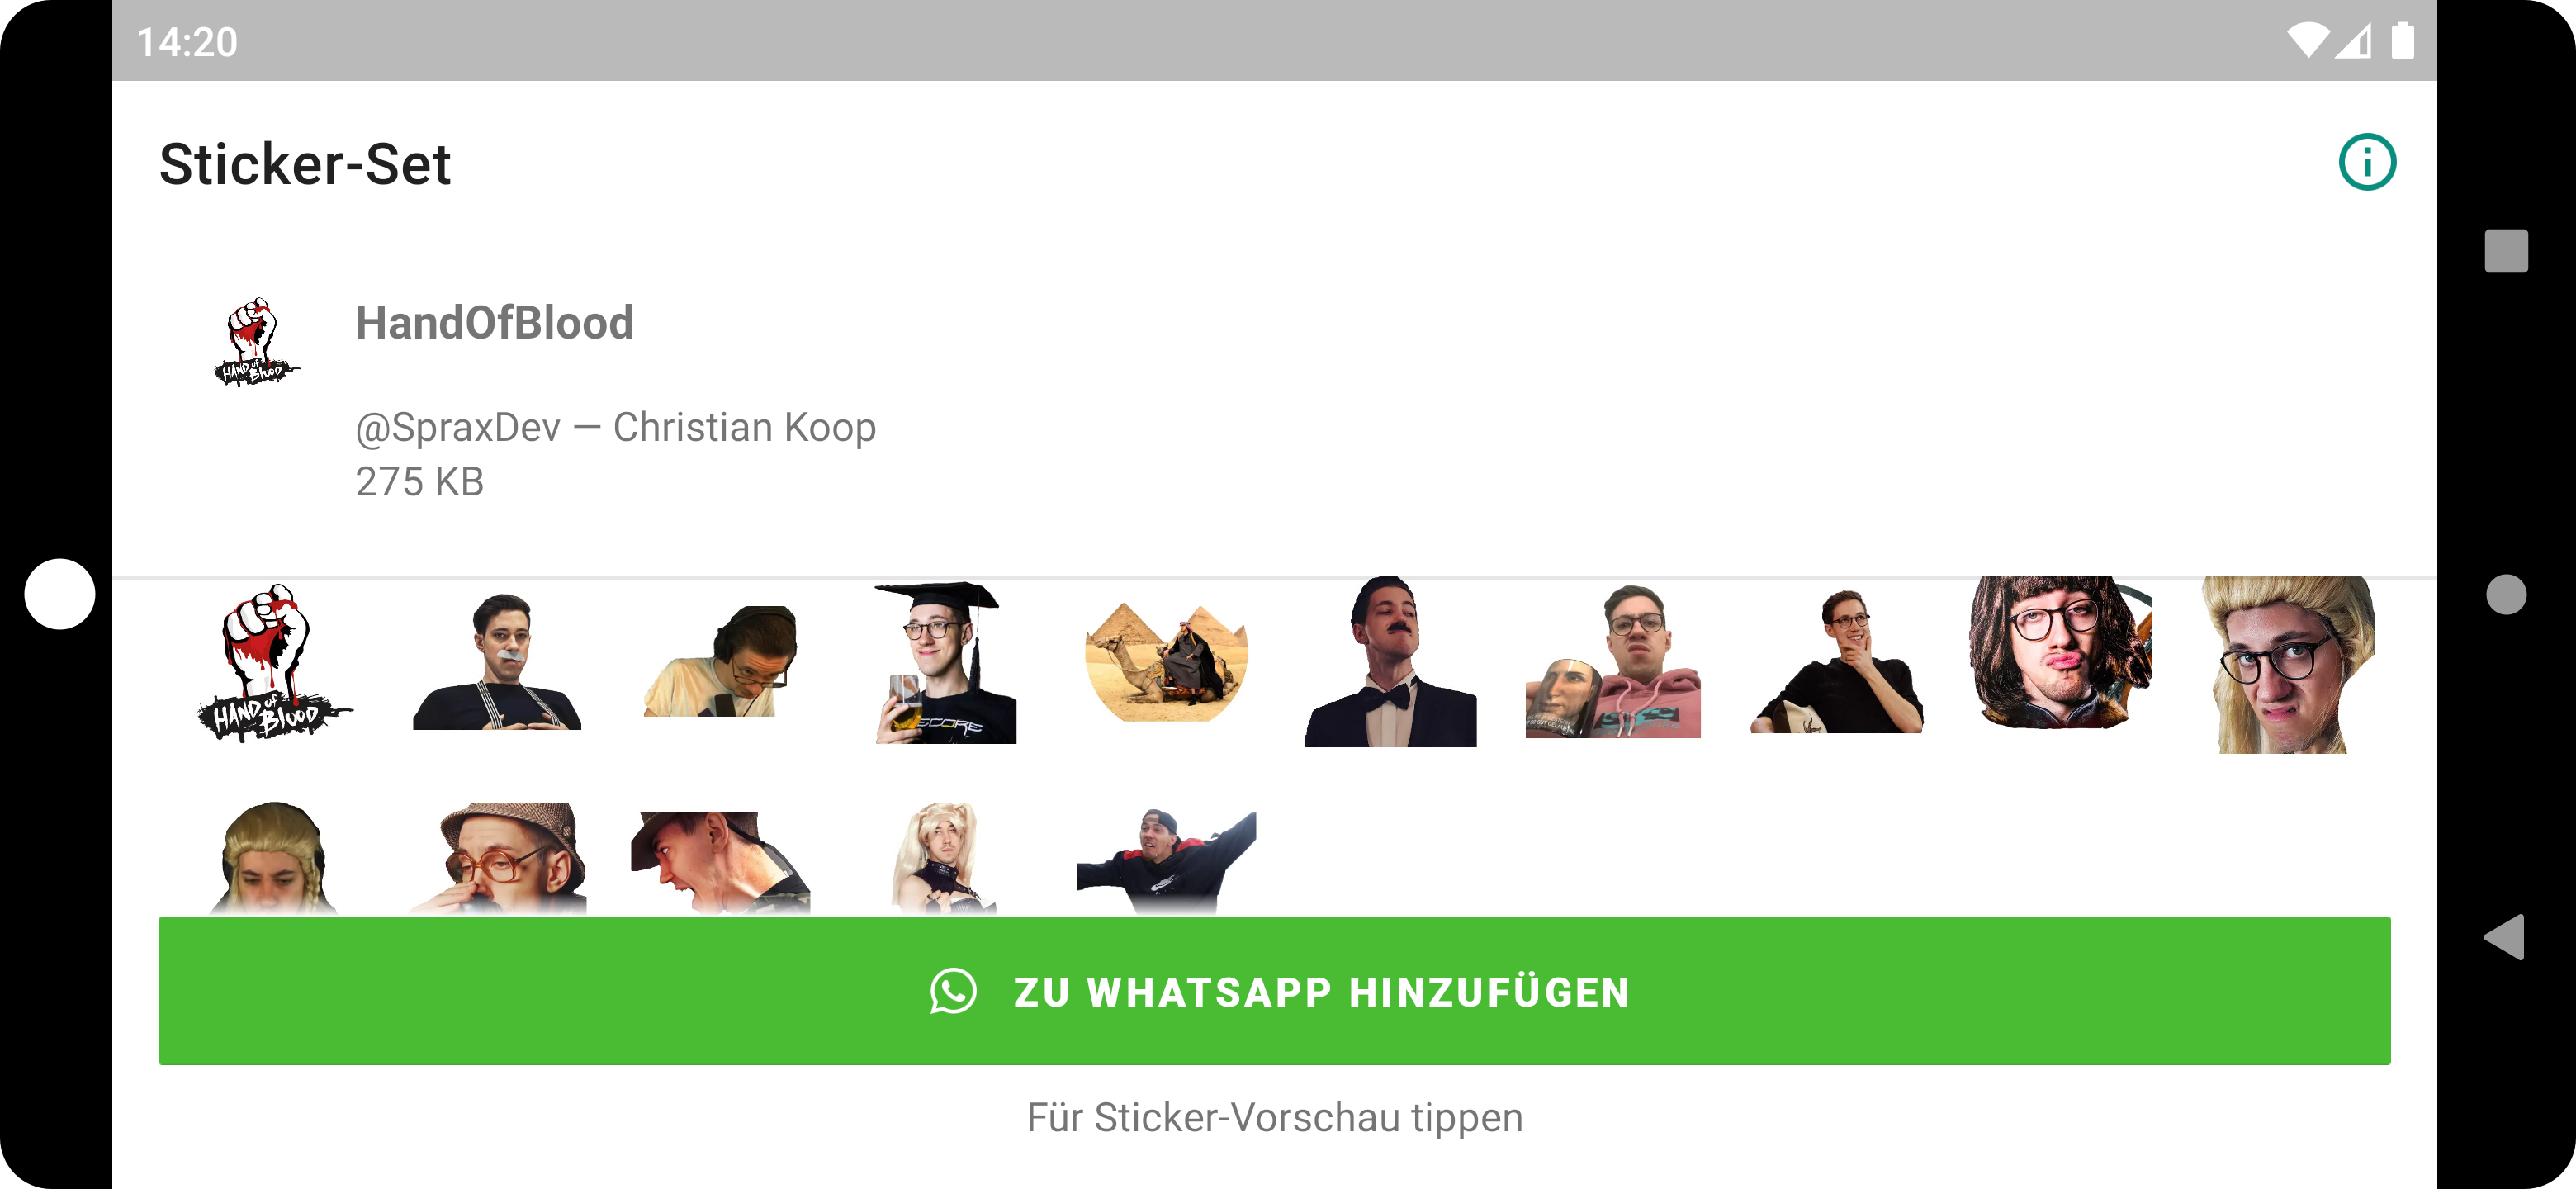 14:20
Sticker-Set
HAND of
BLOOD
HandOfBlood
@SpraxDev — Christian Koop
275 KB
HAND of
BLOOD
ECORE
ZU WHATSAPP HINZUFÜGEN
Für Sticker-Vorschau tippen